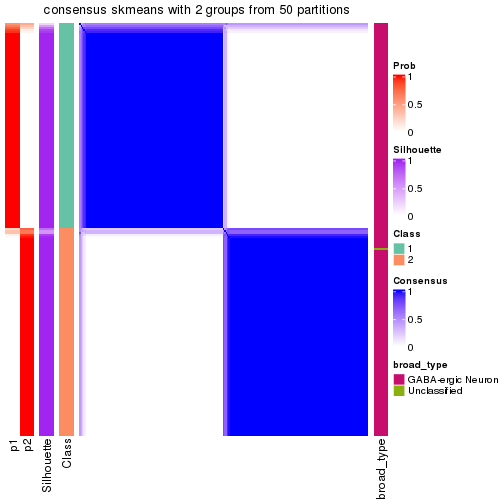 consensus skmeans with 2 groups from 50 partitions
Prob
1
0.5
0
Silhouette
1
0.5
0
Class
1
2
Consensus
1
0.5
0
broad_type
GABA-ergic Neuron
Unclassified
p1
p2
Silhouette
Class
broad_type